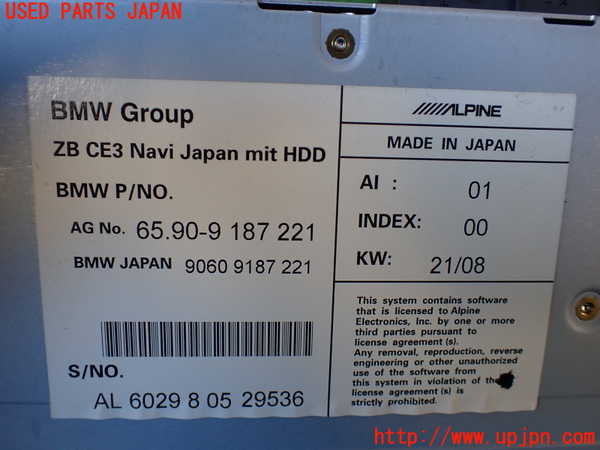 USED PARTS JAPAN
BMW Group
ZB CE3 Navi Japan mit HDD
BMW P/NO.
AG No. 65.90-9 187 221
BMW JAPAN 9060 9187 221
S/NO.
AL 6029 8 05 29536
ALPINE
MADE IN JAPAN
AI : 01
INDEX: 00
KW: 21/08
This system contains software
that is licensed to Alpine
Electronics, Inc. by one or more
third parties pursuant to
license agreement (s).
Any removal, reproduction, reverse
engineering or other unauthorized
use of this software from
this system in violation of the
license agreement(s) is
strictly prohibited.
http://www.upjpn.com/